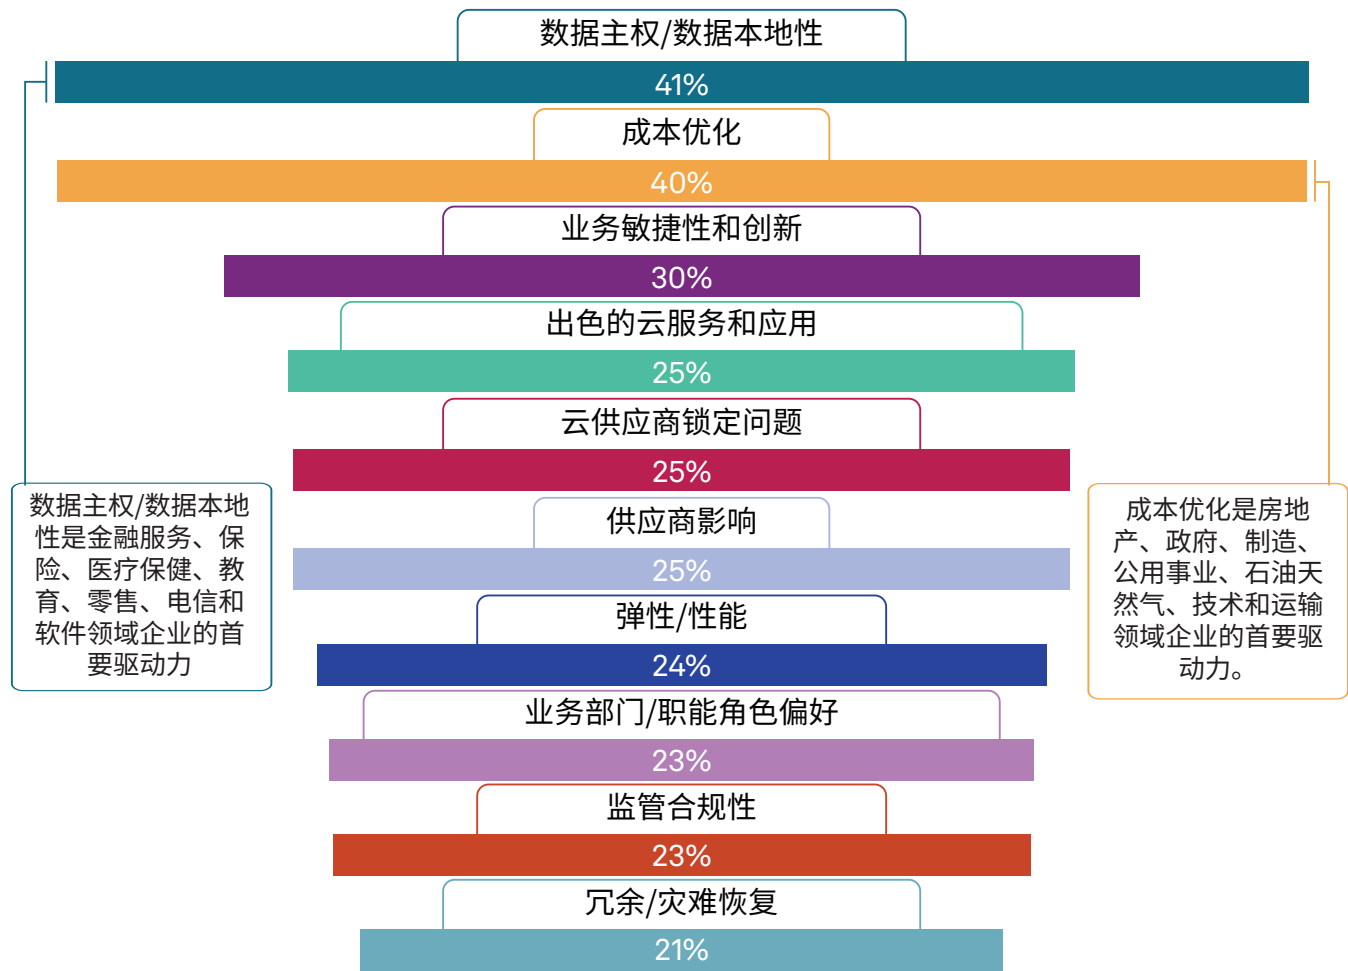 数据主权/数据本地性
41%
成本优化
40%
业务敏捷性和创新
30%
出色的云服务和应用
25%
云供应商锁定问题
25%
供应商影响
25%
弹性/性能
24%
业务部门/职能角色偏好
23%
监管合规性
23%
冗余/灾难恢复
21%
数据主权/数据本地
性是金融服务、保
险、医疗保健、教
育、零售、电信和
软件领域企业的首
要驱动力
成本优化是房地
产、政府、制造、
公用事业、石油天
然气、技术和运输
领域企业的首要驱
动力。